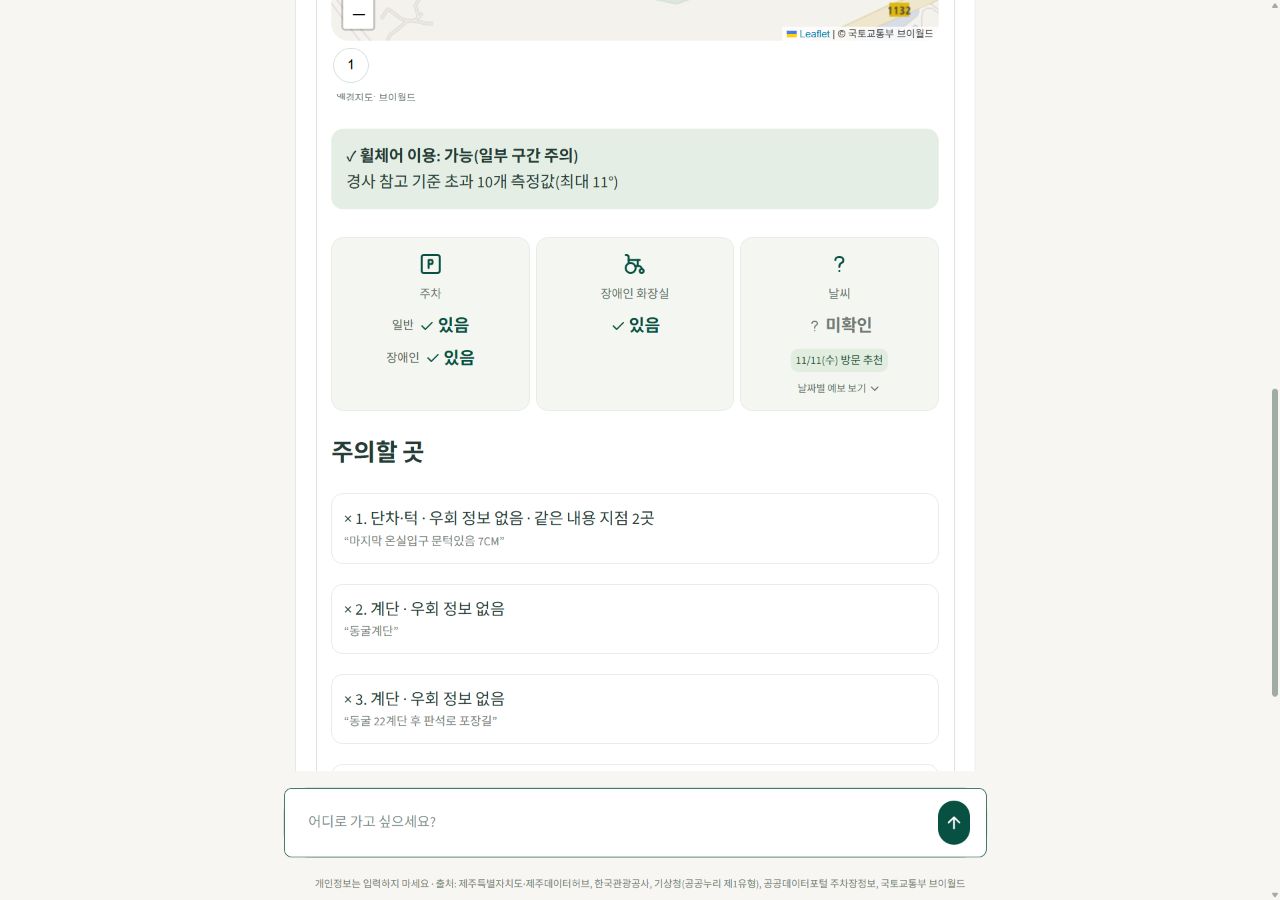 1132
−
Leaflet | © 국토교통부 브이월드
1
배경지도· 브이월드
✓ 휠체어 이용: 가능(일부 구간 주의)
경사 참고 기준 초과 10개 측정값(최대 11°)
P
?
주차
장애인 화장실
날씨
일반 ✓ 있음
✓ 있음
? 미확인
장애인 ✓ 있음
11/11(수) 방문 추천
날짜별 예보 보기
주의할 곳
× 1. 단차·턱 · 우회 정보 없음 · 같은 내용 지점 2곳
“마지막 온실입구 문턱있음 7CM”
× 2. 계단 · 우회 정보 없음
“동굴계단”
× 3. 계단 · 우회 정보 없음
“동굴 22계단 후 판석로 포장길”
어디로 가고 싶으세요?
개인정보는 입력하지 마세요 · 출처: 제주특별자치도·제주데이터허브, 한국관광공사, 기상청(공공누리 제1유형), 공공데이터포털 주차장정보, 국토교통부 브이월드